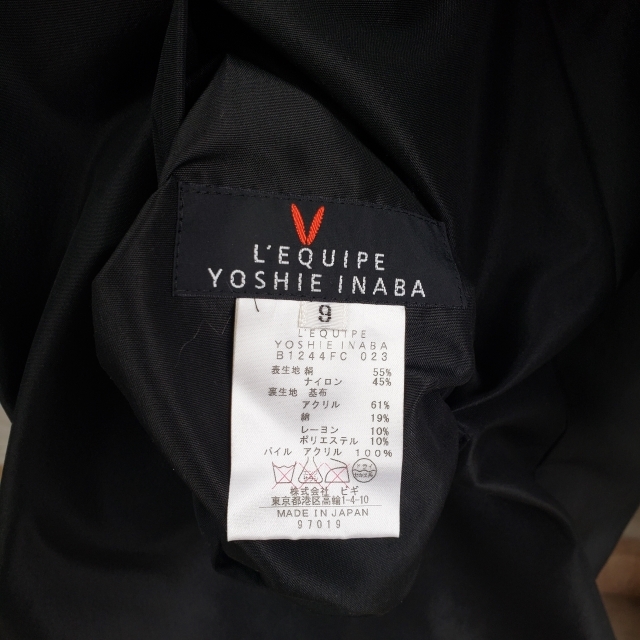 L'EQUIPE
YOSHIE INABA
9
L'EQUIPE
YOSHIE INABA
B1244FC 023
表生地 絹 55%
ナイロン 45%
裏生地 基布
アクリル 61%
綿 19%
レーヨン 10%
ポリエステル 10%
パイル アクリル 100%
株式会社 ビギ
東京都港区高輪1-4-10
MADE IN JAPAN
97019